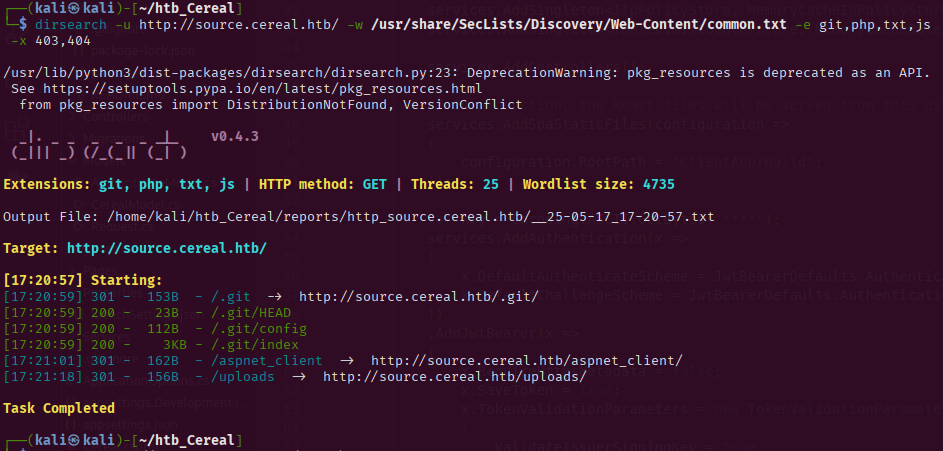 ┌──(kali㉿kali)-[~/htb_Cereal]
└─$ dirsearch -u http://source.cereal.htb/ -w /usr/share/SecLists/Discovery/Web-Content/common.txt -e git,php,txt,js
-x 403,404
/usr/lib/python3/dist-packages/dirsearch/dirsearch.py:23: DeprecationWarning: pkg_resources is deprecated as an API.
See https://setuptools.pypa.io/en/latest/pkg_resources.html
from pkg_resources import DistributionNotFound, VersionConflict
_|. _ _ _ _ _ _|_ v0.4.3
(_||| _) (/_(_|| (_| )
Extensions: git, php, txt, js | HTTP method: GET | Threads: 25 | Wordlist size: 4735
Output File: /home/kali/htb_Cereal/reports/http_source.cereal.htb/__25-05-17_17-20-57.txt
Target: http://source.cereal.htb/
[17:20:57] Starting:
[17:20:59] 301 - 153B - /.git -> http://source.cereal.htb/.git/
[17:20:59] 200 - 23B - /.git/HEAD
[17:20:59] 200 - 112B - /.git/config
[17:20:59] 200 - 3KB - /.git/index
[17:21:01] 301 - 162B - /aspnet_client -> http://source.cereal.htb/aspnet_client/
[17:21:18] 301 - 156B - /uploads -> http://source.cereal.htb/uploads/
Task Completed
┌──(kali㉿kali)-[~/htb_Cereal]